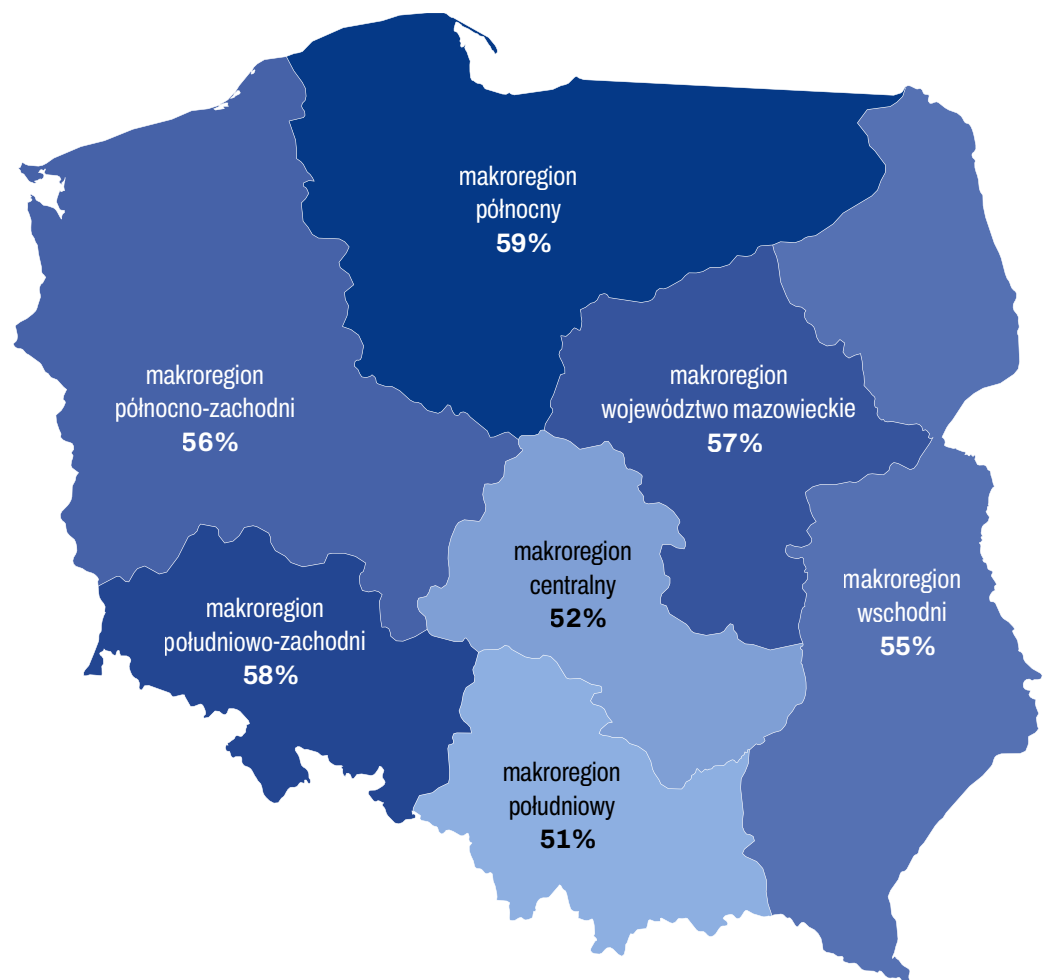 makroregion
północny
59%
makroregion
północno-zachodni
56%
makroregion
województwo mazowieckie
57%
makroregion
centralny
52%
makroregion
wschodni
55%
makroregion
południowo-zachodni
58%
makroregion
południowy
51%